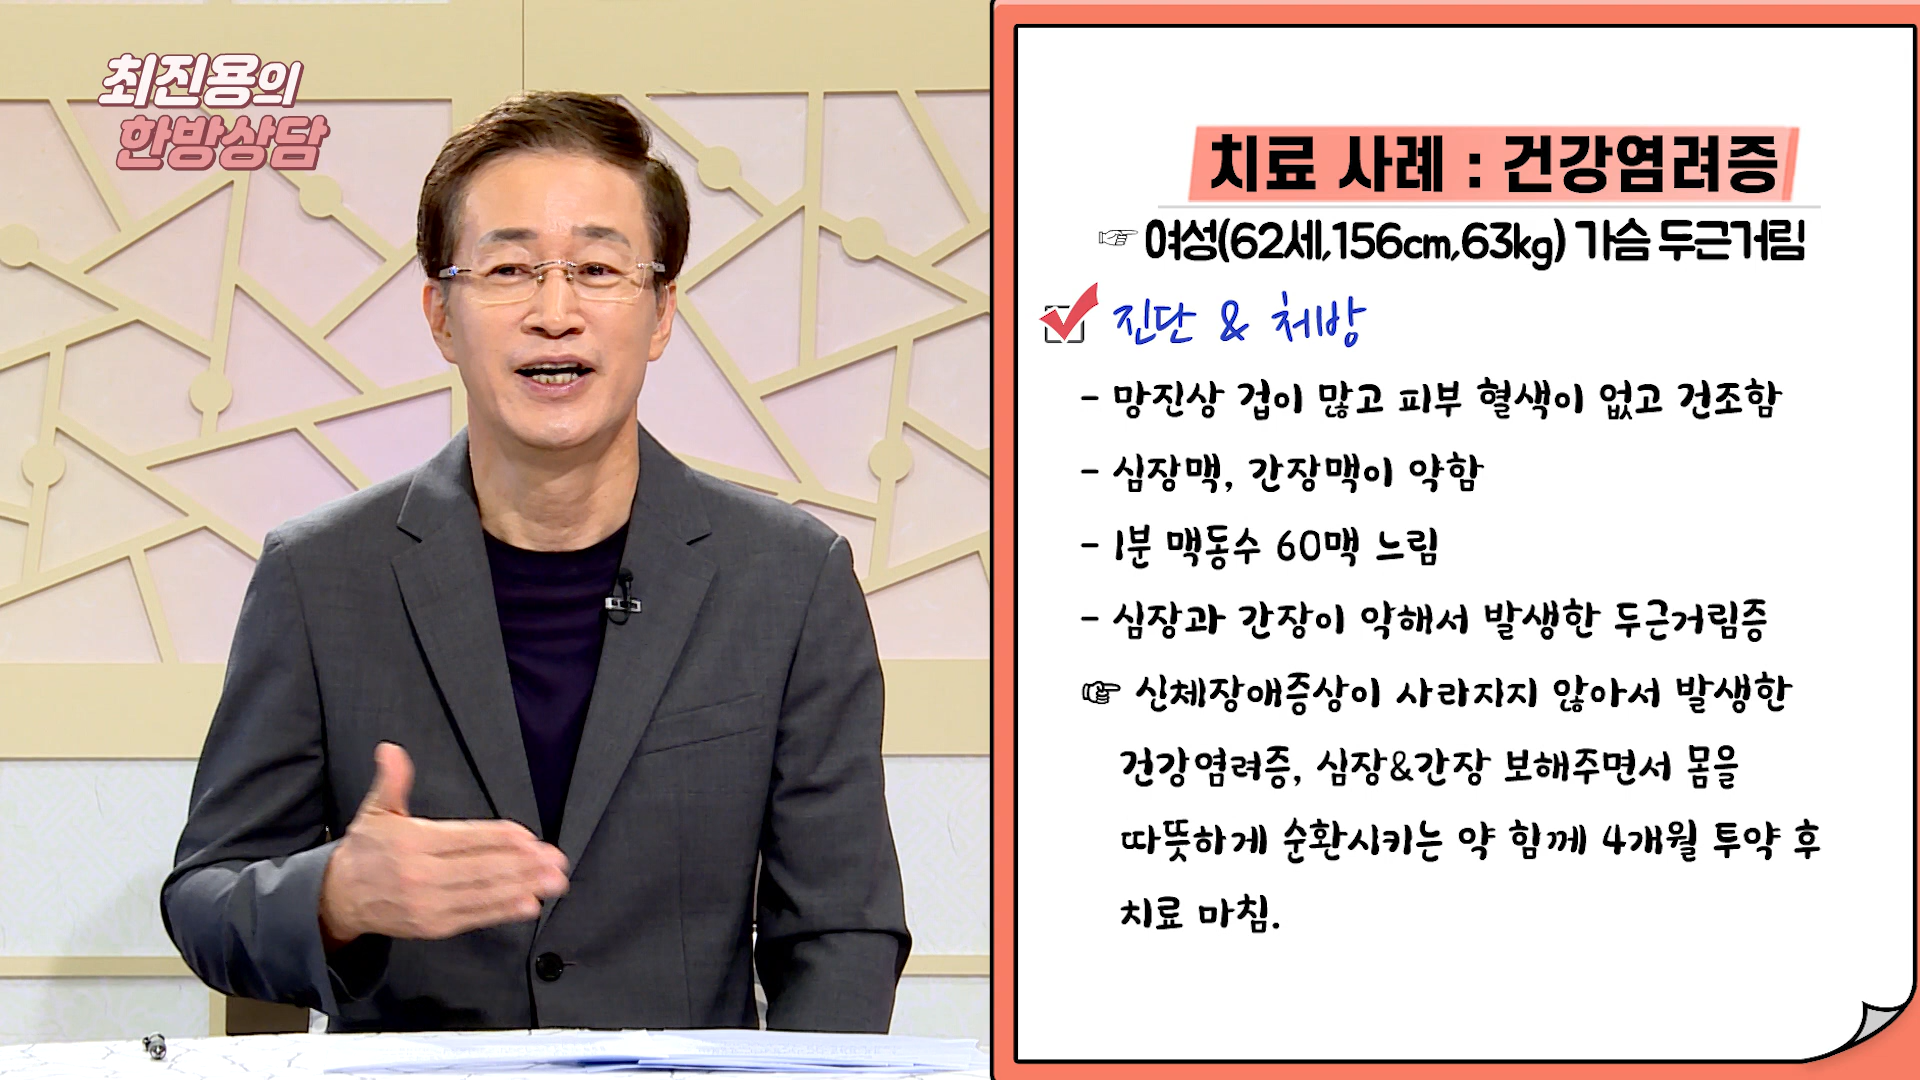 최진용의
한방상담
치료 사례 : 건강염려증
☞ 여성(62세,156cm,63kg) 가슴 두근거림
진단 & 처방
- 망진상 겁이 많고 피부 혈색이 없고 건조함
- 심장맥, 간장맥이 약함
- 1분 맥동수 60맥 느림
- 심장과 간장이 약해서 발생한 두근거림증
☞ 신체장애증상이 사라지지 않아서 발생한
건강염려증, 심장&간장 보해주면서 몸을
따뜻하게 순환시키는 약 힘께 4개월 투약 후
치료 마침.